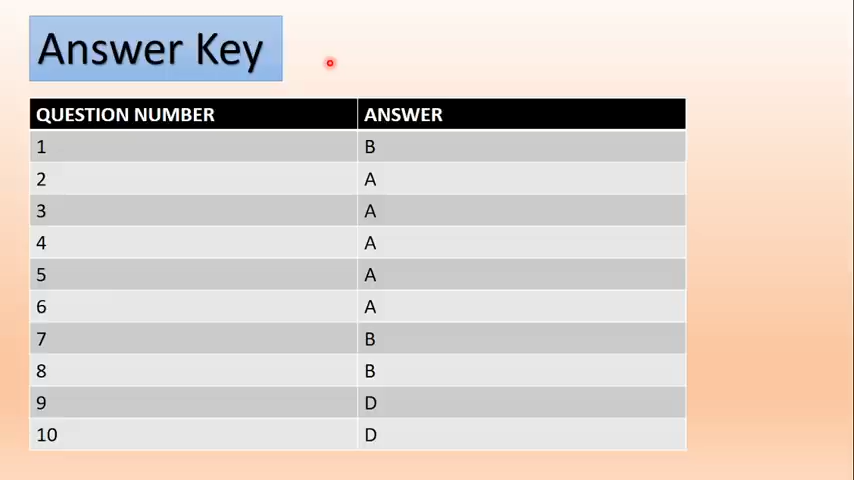 Answer Key
QUESTION NUMBER ANSWER
1 B
2 A
3 A
4 A
5 A
6 A
7 B
8 B
9 D
10 D